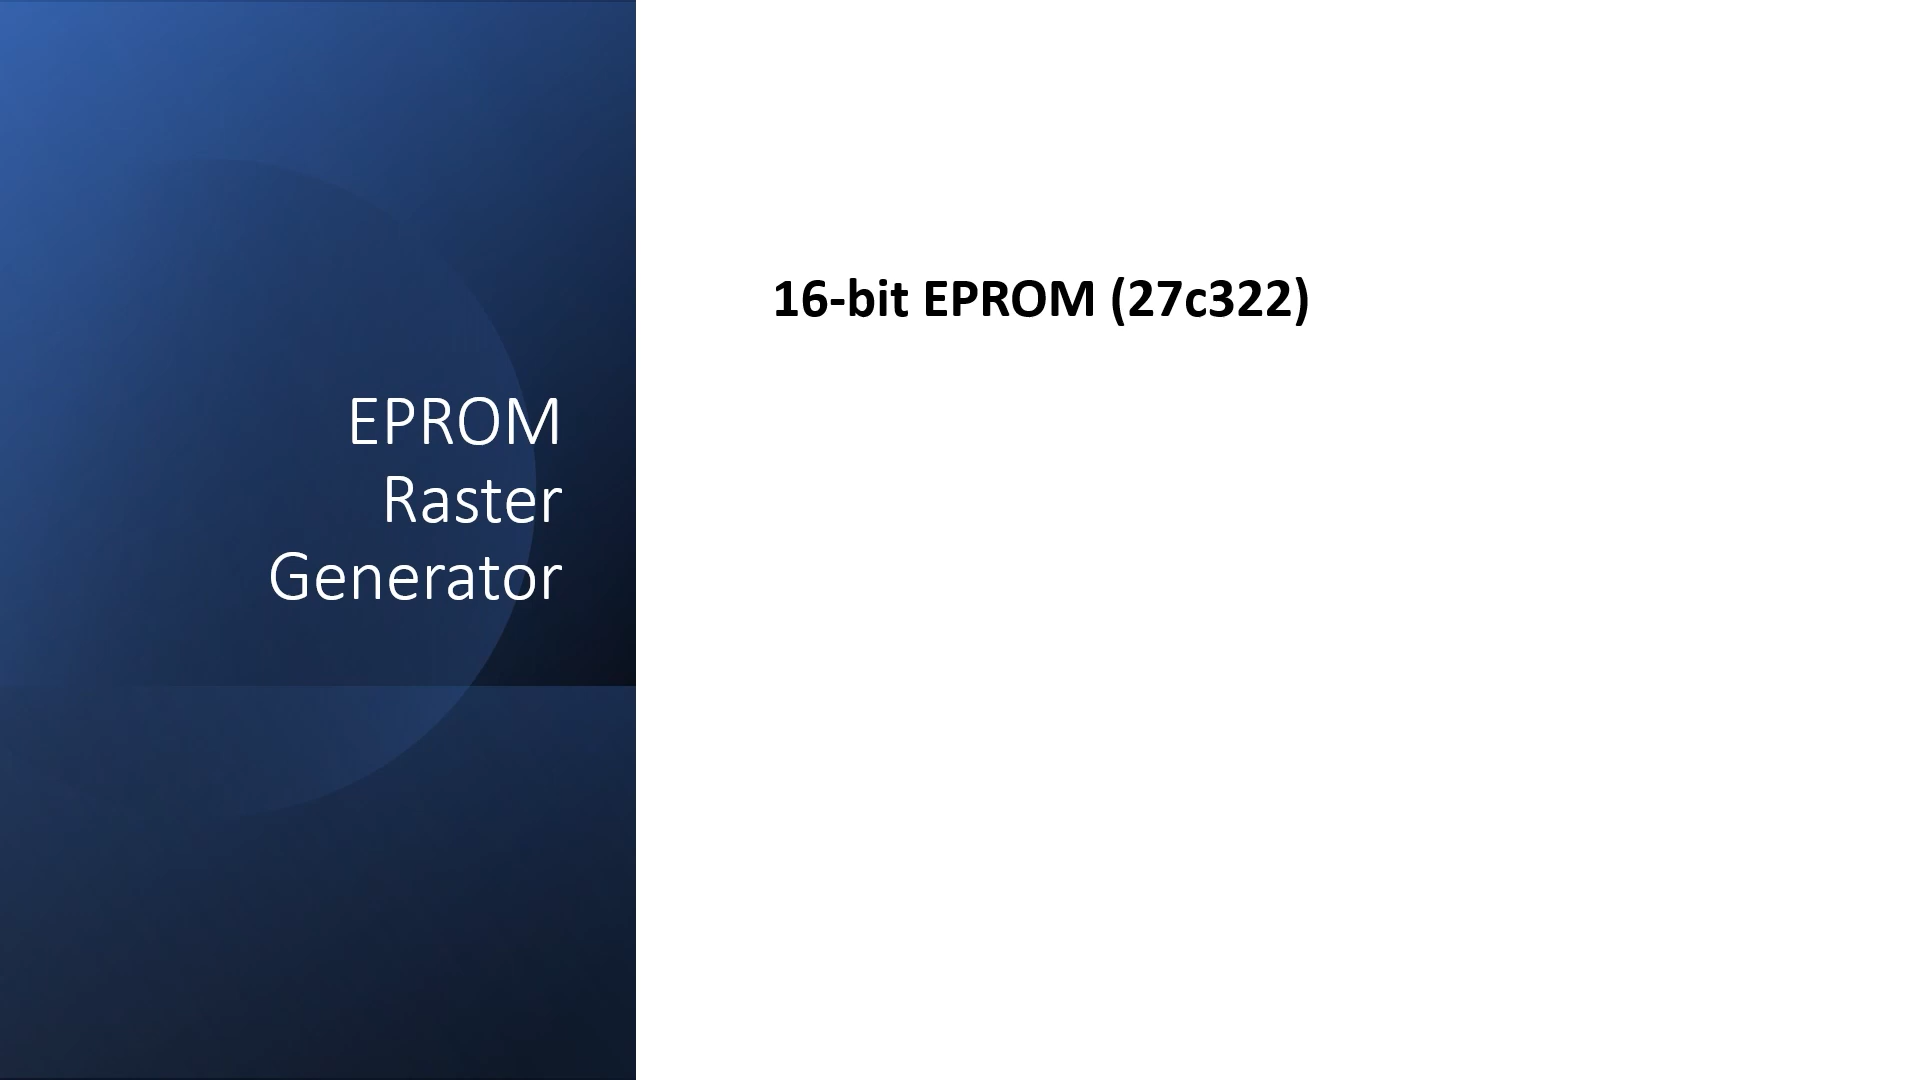 EPROM
Raster
Generator
16-bit EPROM (27c322)